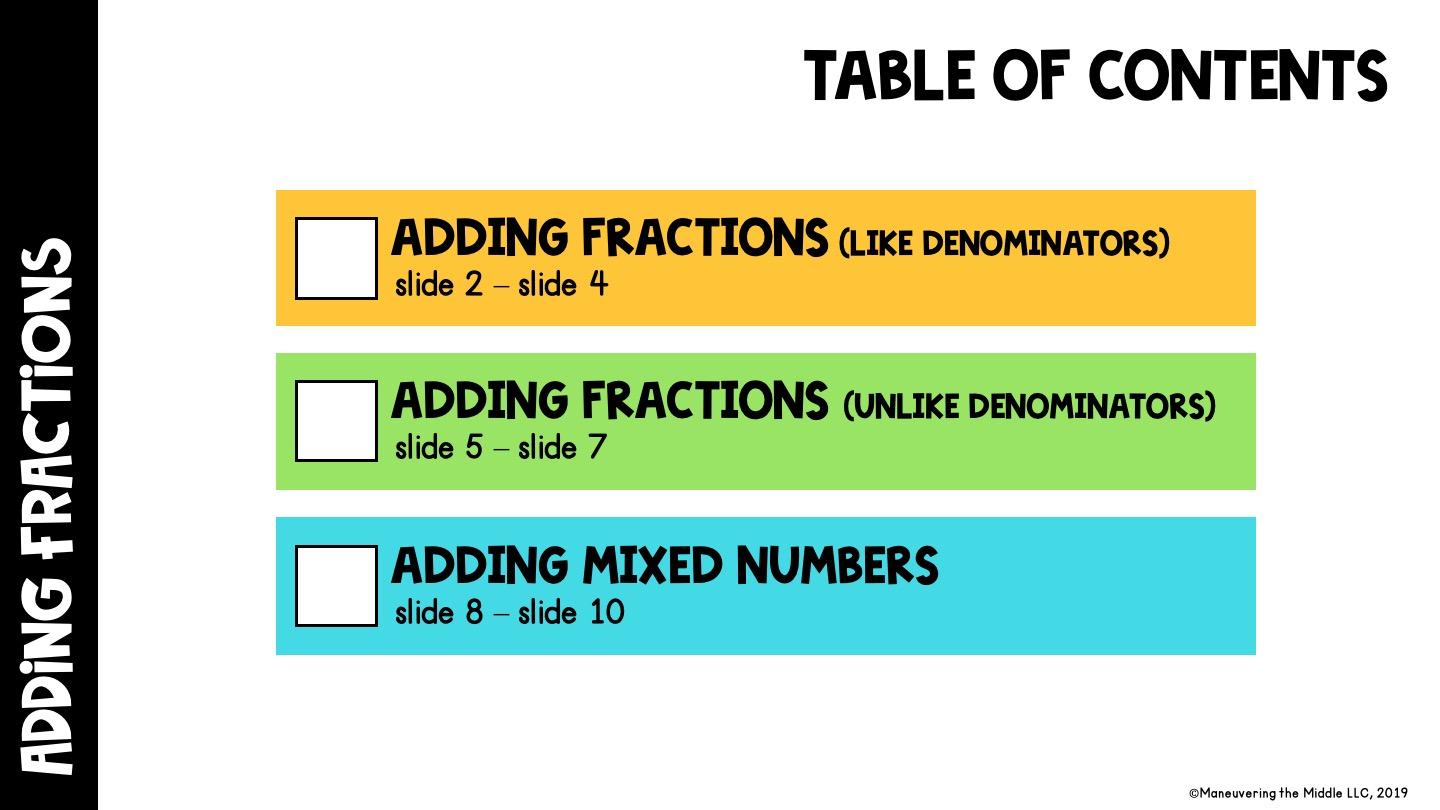 TABLE OF CONTENTS
ADDING FRACTIONS
ADDING FRACTIONS (LIKE DENOMINATORS)
slide 2 – slide 4
ADDING FRACTIONS (UNLIKE DENOMINATORS)
slide 5 – slide 7
ADDING MIXED NUMBERS
slide 8 – slide 10
©Maneuvering the Middle LLC, 2019